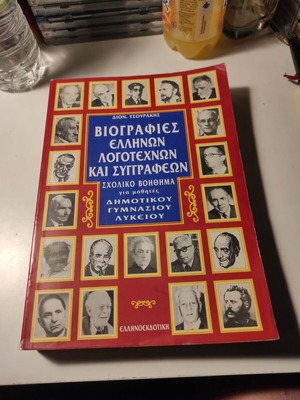 ΔΙΟΝ. ΤΣΟΥΡΑΚΗΣ
ΒΙΟΓΡΑΦΙΕΣ
ΕΛΛΗΝΩΝ
ΛΟΓΟΤΕΧΝΩΝ
ΚΑΙ ΣΥΓΓΡΑΦΕΩΝ
ΣΧΟΛΙΚΟ ΒΟΗΘΗΜΑ
για μαθητές
ΔΗΜΟΤΙΚΟΥ
ΓΥΜΝΑΣΙΟΥ
ΛΥΚΕΙΟΥ
ΕΛΛΗΝΟΕΚΔΟΤΙΚΗ